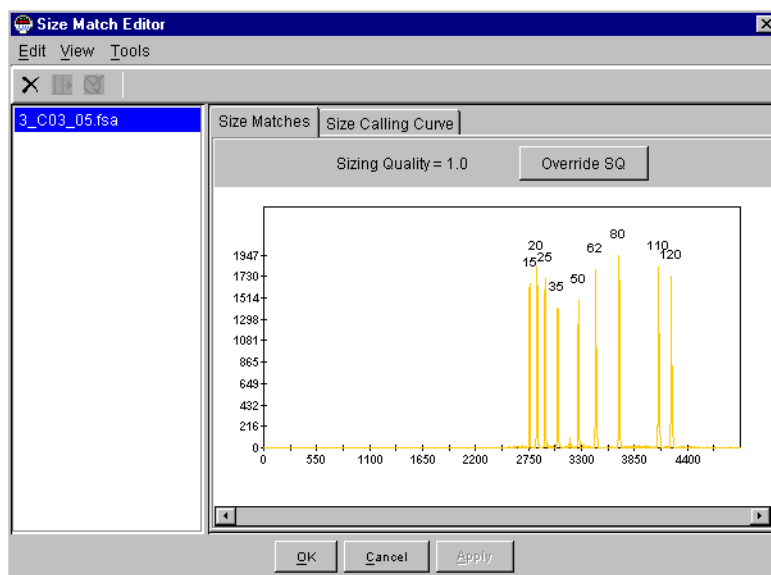 Size Match Editor
Edit View Tools
3_C03_05.fsa
Size Matches Size Calling Curve
Sizing Quality = 1.0 Override SQ
80
20 62 110
1947 15 25 120
1730 35 50
1514
1298
1081
865
649
432
216
0
0 550 1100 1650 2200 2750 3300 3850 4400
OK Cancel Apply